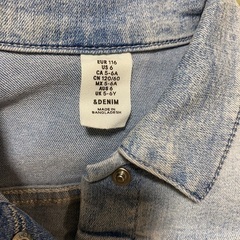 EUR 116
US 6
CA 5-6A
CN 120/60
MX 5-6A
AUS 6
UK 5-6Y
&DENIM
MADE IN
BANGLADESH